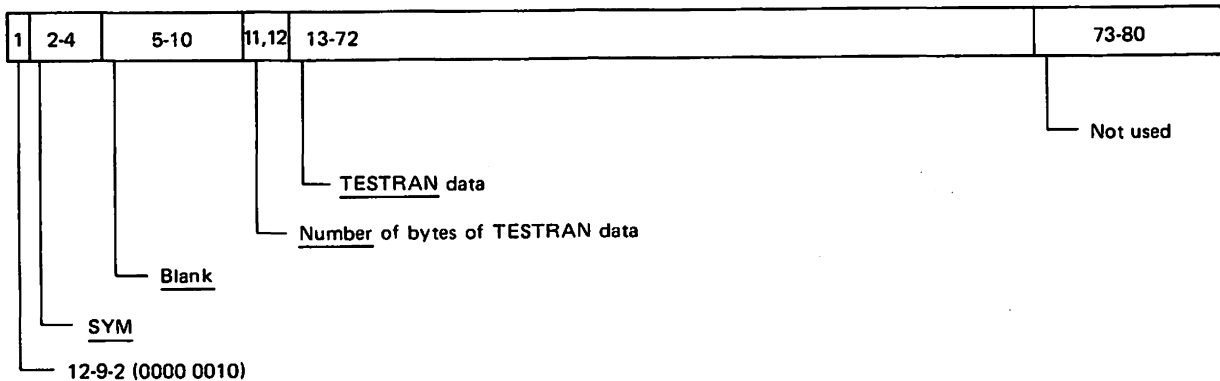 1 2-4 5-10 11,12 13-72 73-80
Not used
TESTRAN data
Number of bytes of TESTRAN data
Blank
SYM
12-9-2 (0000 0010)